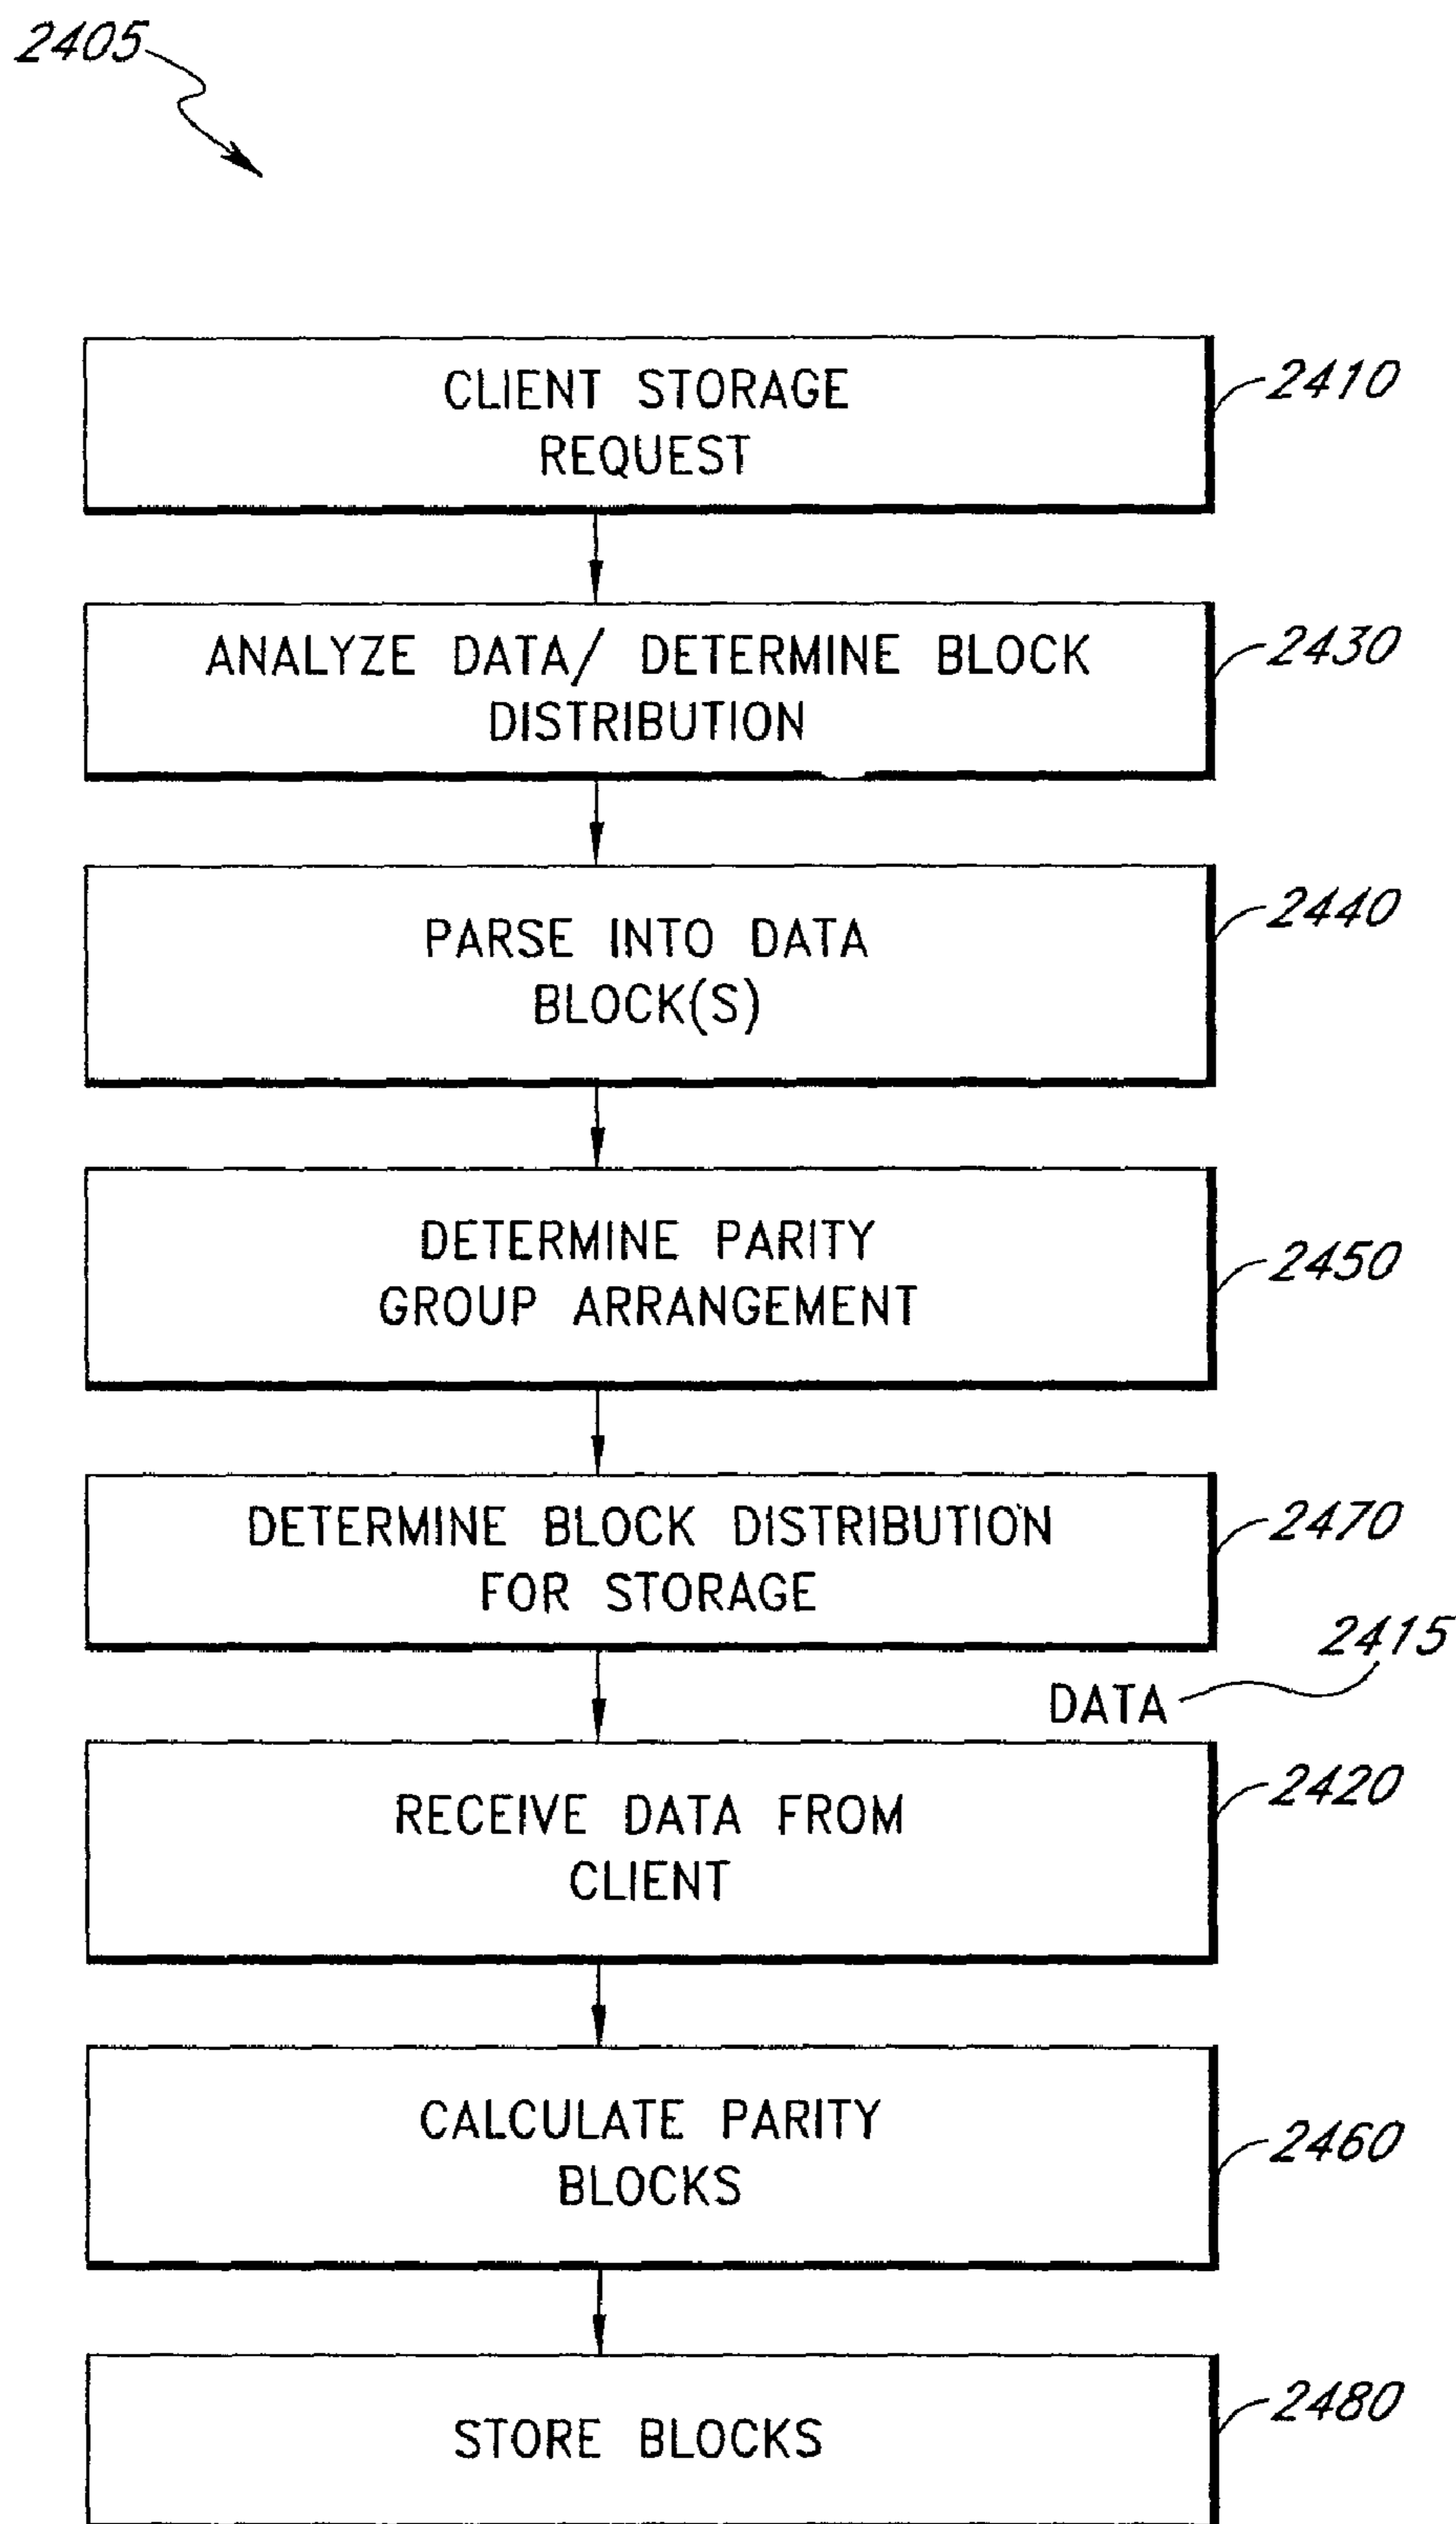 2405
CLIENT STORAGE
REQUEST
2410
ANALYZE DATA/ DETERMINE BLOCK
DISTRIBUTION
2430
PARSE INTO DATA
BLOCK(S)
2440
DETERMINE PARITY
GROUP ARRANGEMENT
2450
DETERMINE BLOCK DISTRIBUTION
FOR STORAGE
2470
2415
DATA
RECEIVE DATA FROM
CLIENT
2420
CALCULATE PARITY
BLOCKS
2460
STORE BLOCKS
2480